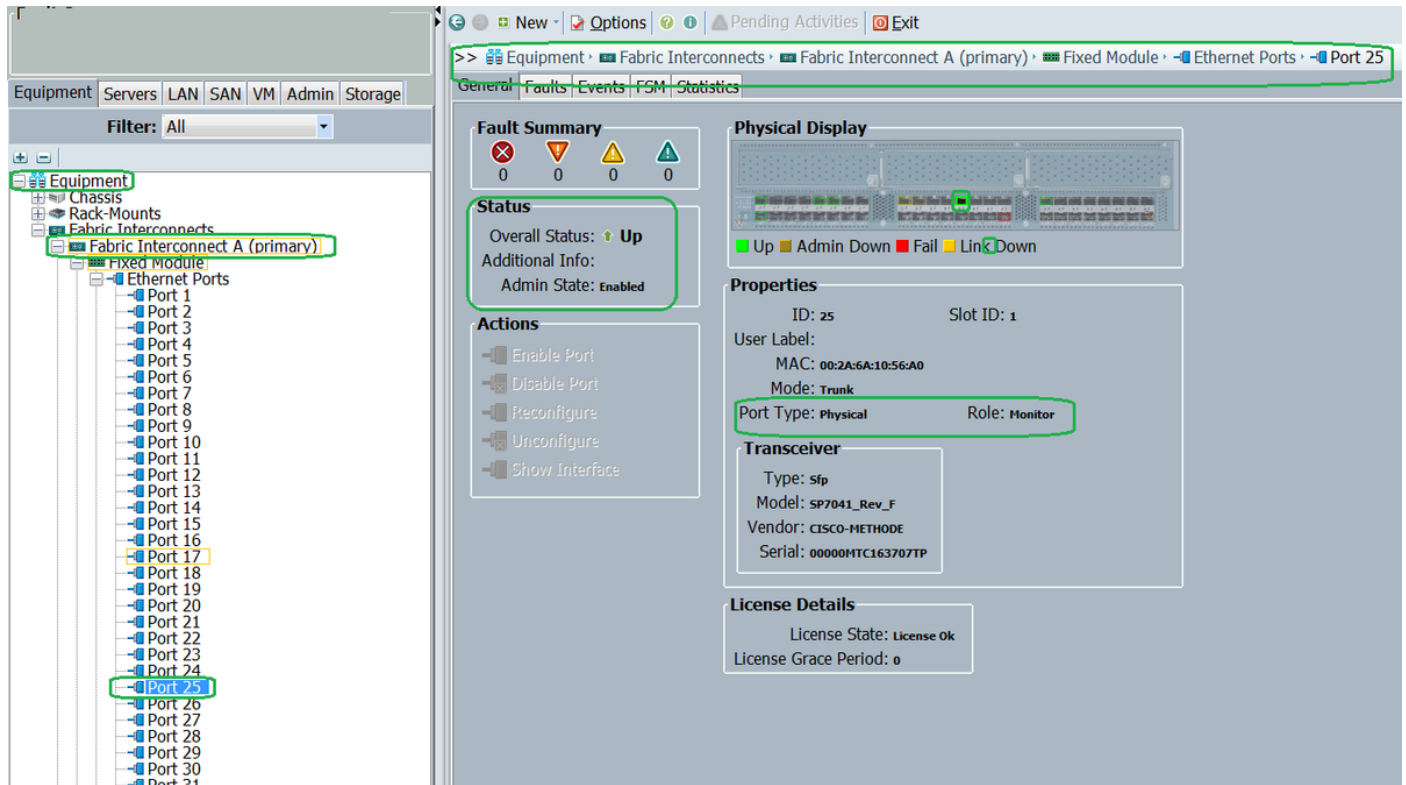 New Options Pending Activities Exit
>> Equipment Fabric Interconnects Fabric Interconnect A (primary) Fixed Module Ethernet Ports Port 25
Equipment Servers LAN SAN VM Admin Storage
Filter: All
Equipment
Chassis
Rack-Mounts
Fabric Interconnects
Fabric Interconnect A (primary)
Fixed Module
Ethernet Ports
Port 1
Port 2
Port 3
Port 4
Port 5
Port 6
Port 7
Port 8
Port 9
Port 10
Port 11
Port 12
Port 13
Port 14
Port 15
Port 16
Port 17
Port 18
Port 19
Port 20
Port 21
Port 22
Port 23
Port 24
Port 25
Port 26
Port 27
Port 28
Port 29
Port 30
Port 31
General Faults Events FSM Statistics
Fault Summary
0 0 0 0
Status
Overall Status: Up
Additional Info:
Admin State: Enabled
Actions
Enable Port
Disable Port
Reconfigure
Unconfigure
Show Interface
Physical Display
Up Admin Down Fail Link Down
Properties
ID: 25 Slot ID: 1
User Label:
MAC: 00:2A:6A:10:56:A0
Mode: Trunk
Port Type: Physical Role: Monitor
Transceiver
Type: Sfp
Model: SP7041_Rev_F
Vendor: CISCO-METHODE
Serial: 00000MTC163707TP
License Details
License State: License Ok
License Grace Period: 0